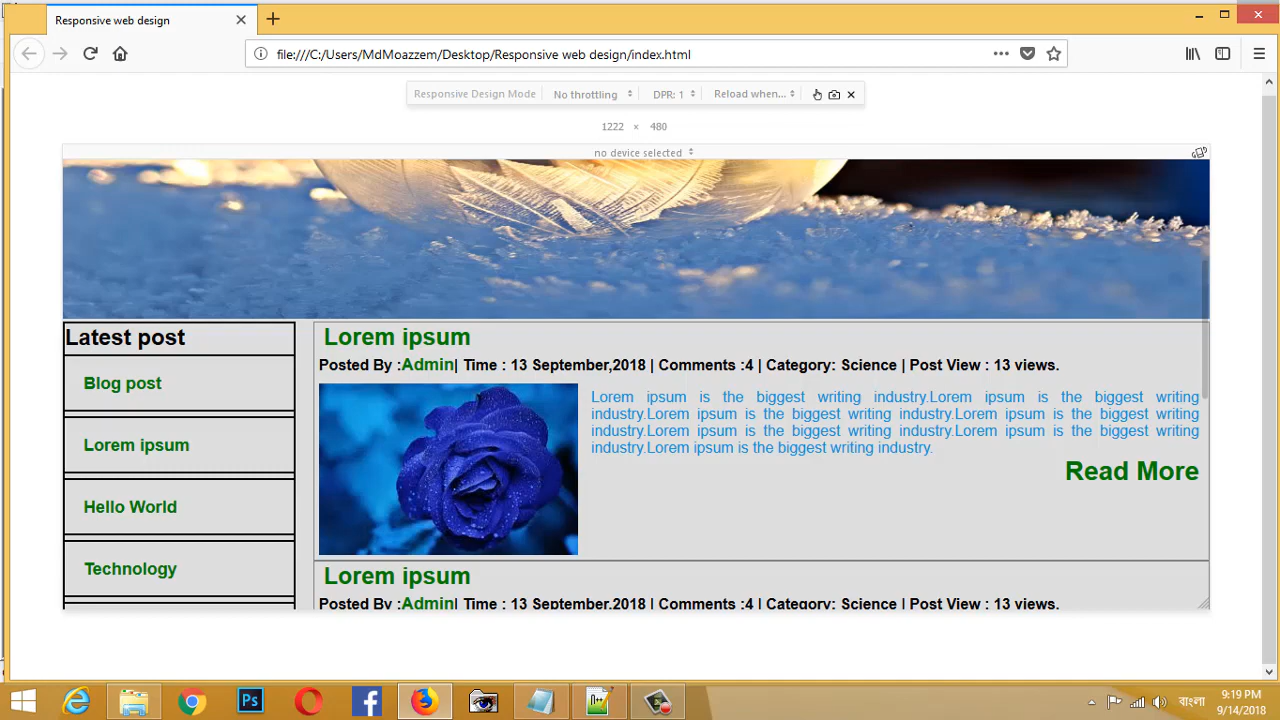 Responsive web design
file:///C:/Users/MdMoazzem/Desktop/Responsive web design/index.html
Responsive Design Mode No throttling DPR: 1 Reload when...
1222 × 480
no device selected
Latest post
Blog post
Lorem ipsum
Hello World
Technology
Lorem ipsum
Posted By :Admin| Time : 13 September,2018 | Comments :4 | Category: Science | Post View : 13 views.
Lorem ipsum is the biggest writing industry.Lorem ipsum is the biggest writing
industry.Lorem ipsum is the biggest writing industry.Lorem ipsum is the biggest writing
industry.Lorem ipsum is the biggest writing industry.Lorem ipsum is the biggest writing
industry.Lorem ipsum is the biggest writing industry.
Read More
Lorem ipsum
Posted By :Admin| Time : 13 September,2018 | Comments :4 | Category: Science | Post View : 13 views.
Ps
n++
বাংলা
9:19 PM
9/14/2018